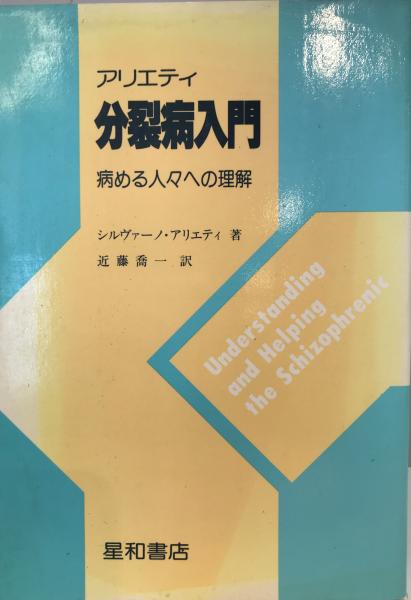 アリエティ
分裂病入門
病める人々への理解
シルヴァーノ・アリエティ 著
近藤喬一 訳
Understanding
and Helping
the Schizophrenic
星和書店